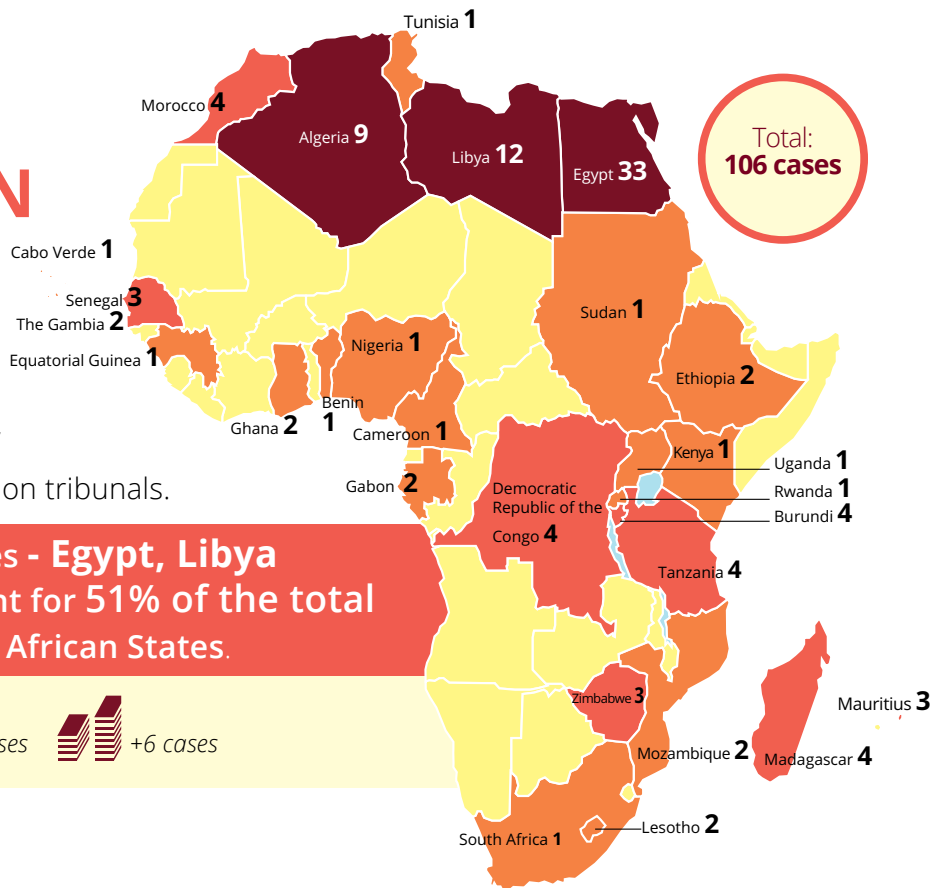 Tunisia 1
Morocco 4
Algeria 9
Libya 12
Egypt 33
Total:
106 cases
N
Cabo Verde 1
Senegal 3
The Gambia 2
Equatorial Guinea 1
Sudan 1
Nigeria 1
Ethiopia 2
Benin
1
Ghana 2
Cameroon 1
Kenya 1
Uganda 1
Gabon 2
Rwanda 1
on tribunals.
Democratic
Republic of the
Congo 4
Burundi 4
es - Egypt, Libya
Tanzania 4
nt for 51% of the total
African States.
Zimbabwe 3
Mauritius 3
ses
+6 cases
Mozambique 2
Madagascar 4
Lesotho 2
South Africa 1